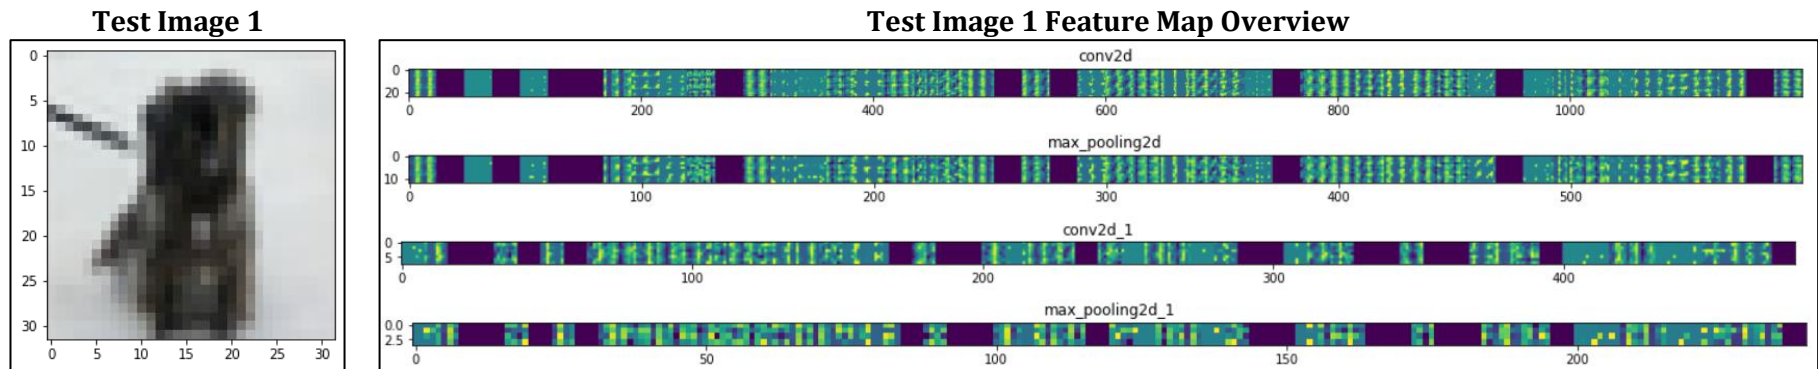 Test Image 1
Test Image 1 Feature Map Overview
0
5
10
15
20
25
30
0 5 10 15 20 25 30
conv2d
0
20
0 200 400 600 800 1000
max_pooling2d
0
10
0 100 200 300 400 500
conv2d_1
0
5
0 100 200 300 400
max_pooling2d_1
0.0
2.5
0 50 100 150 200